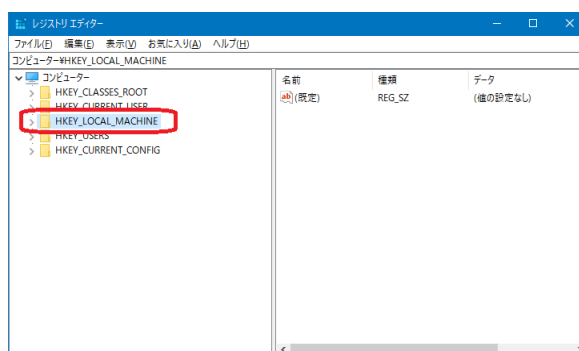 レジストリ エディター
ファイル(F) 編集(E) 表示(V) お気に入り(A) ヘルプ(H)
コンピューター¥HKEY_LOCAL_MACHINE
コンピューター
HKEY_CLASSES_ROOT
HKEY_CURRENT_USER
HKEY_LOCAL_MACHINE
HKEY_USERS
HKEY_CURRENT_CONFIG
名前 種類 データ
ab (既定) REG_SZ (値の設定なし)